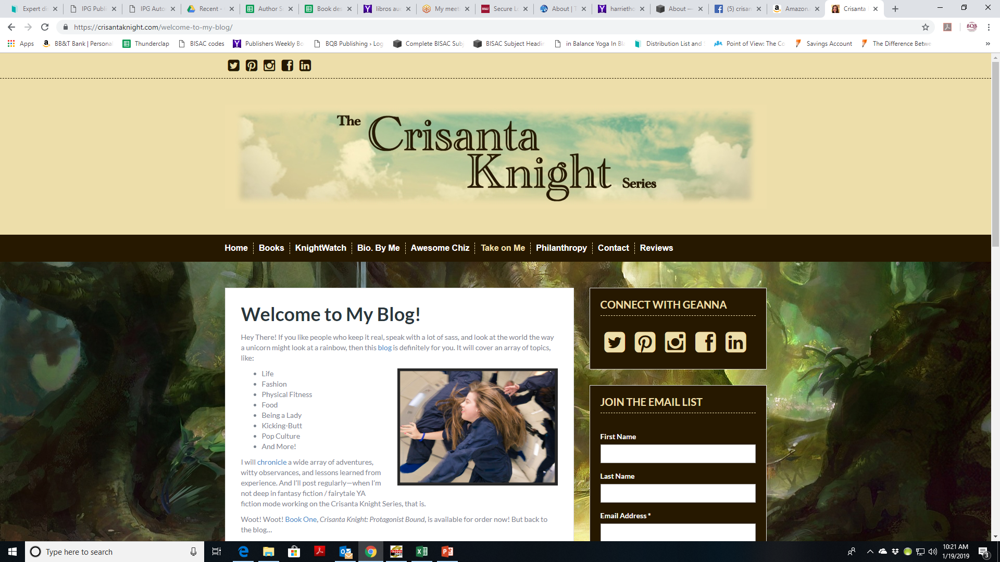 Expert di
IPG Publi
IPG Auto
Recent -
Author S
Book des
libros au
My meet
Secure L
About | T
harrietho
About —
(5) crisan
Amazon.
Crisanta
https://crisantaknight.com/welcome-to-my-blog/
BQB
Apps
BB&T Bank | Persona
Thunderclap
BISAC codes
Publishers Weekly Bo
BQB Publishing › Log
Complete BISAC Subj
BISAC Subject Headin
in Balance Yoga In Bla
Distribution List and S
Point of View: The Co
Savings Account
The Difference Betwe
»
The Crisanta
Knight Series
Home
Books
KnightWatch
Bio. By Me
Awesome Chiz
Take on Me
Philanthropy
Contact
Reviews
Welcome to My Blog!
Hey There! If you like people who keep it real, speak with a lot of sass, and look at the world the way
a unicorn might look at a rainbow, then this blog is definitely for you. It will cover an array of topics,
like:
• Life
• Fashion
• Physical Fitness
• Food
• Being a Lady
• Kicking-Butt
• Pop Culture
• And More!
I will chronicle a wide array of adventures,
witty observances, and lessons learned from
experience. And I'll post regularly—when I'm
not deep in fantasy fiction / fairytale YA
fiction mode working on the Crisanta Knight Series, that is.
Woot! Woot! Book One, Crisanta Knight: Protagonist Bound, is available for order now! But back to
the blog…
CONNECT WITH GEANNA
JOIN THE EMAIL LIST
First Name
Last Name
Email Address *
Type here to search
10:21 AM
1/19/2019
3